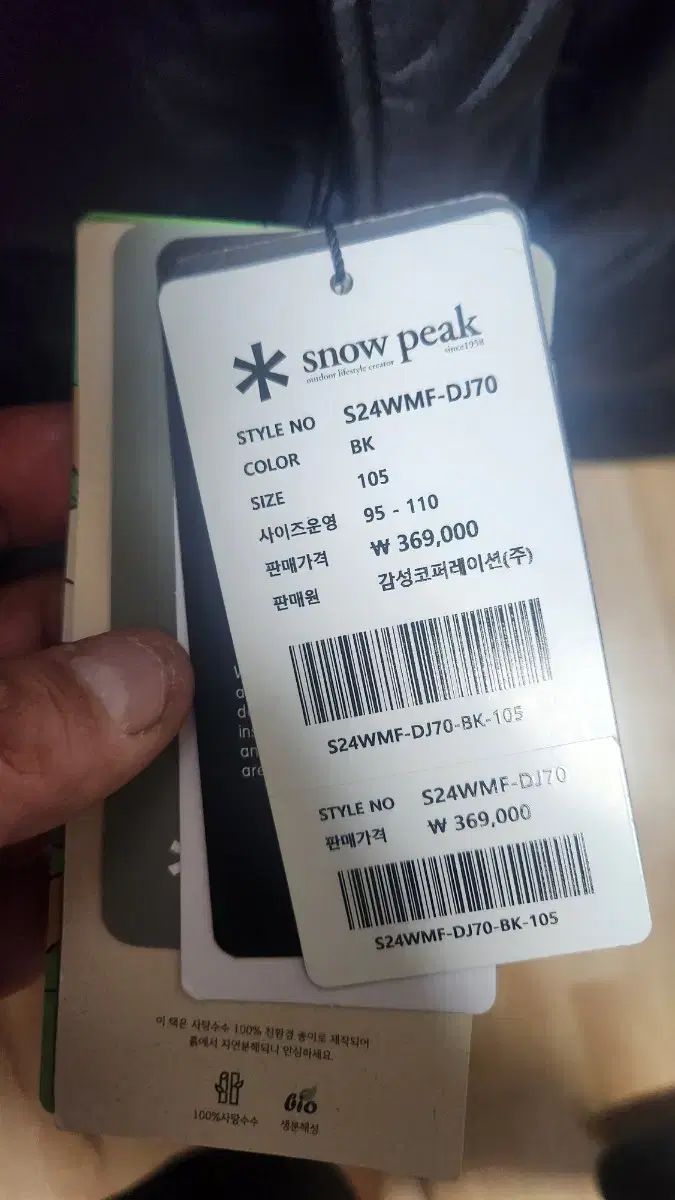 snow peak
outdoor lifestyle creator
since1958
STYLE NO S24WMF-DJ70
COLOR BK
SIZE 105
사이즈운영 95 - 110
판매가격 ₩ 369,000
판매원 감성코퍼레이션(주)
S24WMF-DJ70-BK-105
STYLE NO S24WMF-DJ70
판매가격 ₩ 369,000
S24WMF-DJ70-BK-105
이 택은 사탕수수 100% 친환경 종이로 제작되어
흙에서 자연분해되니 안심하세요.
100%사탕수수
Bio
생분해성